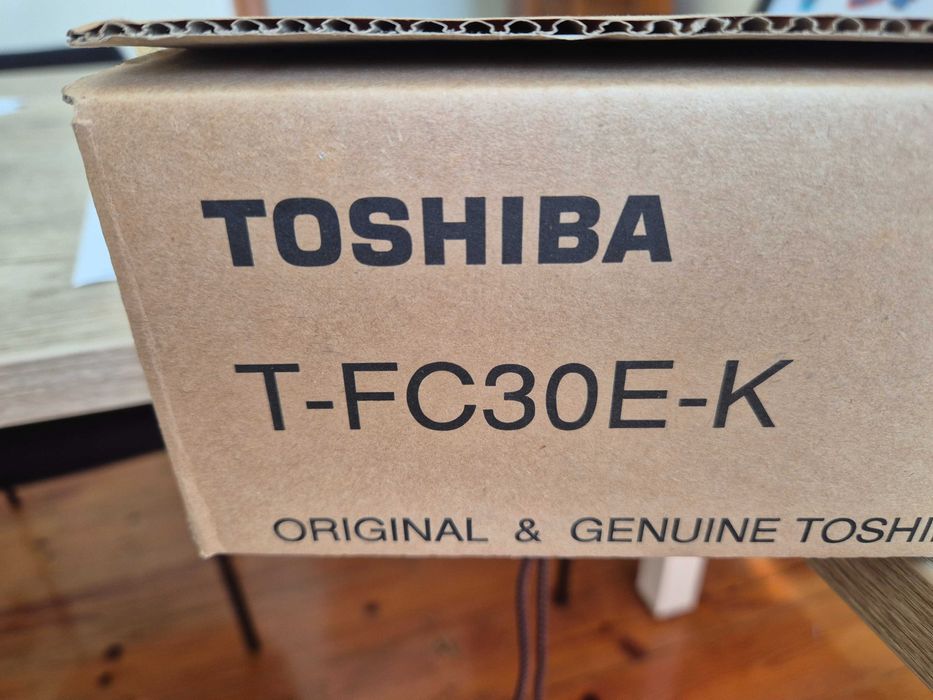 TOSHIBA
T-FC30E-K
ORIGINAL & GENUINE TOSHI